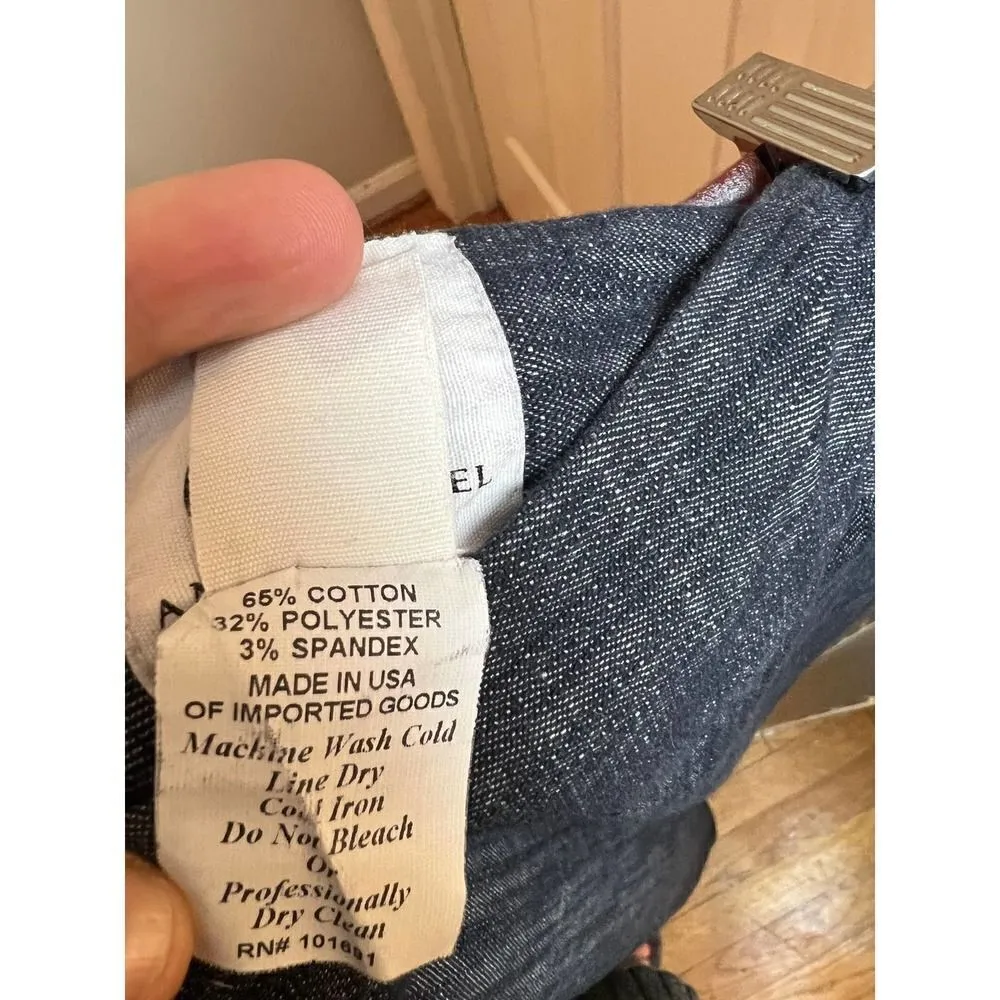 EL
65% COTTON
32% POLYESTER
3% SPANDEX
MADE IN USA
OF IMPORTED GOODS
Machine Wash Cold
Line Dry
Cool Iron
Do Not Bleach
Or
Professionally
Dry Clean
RN# 101691